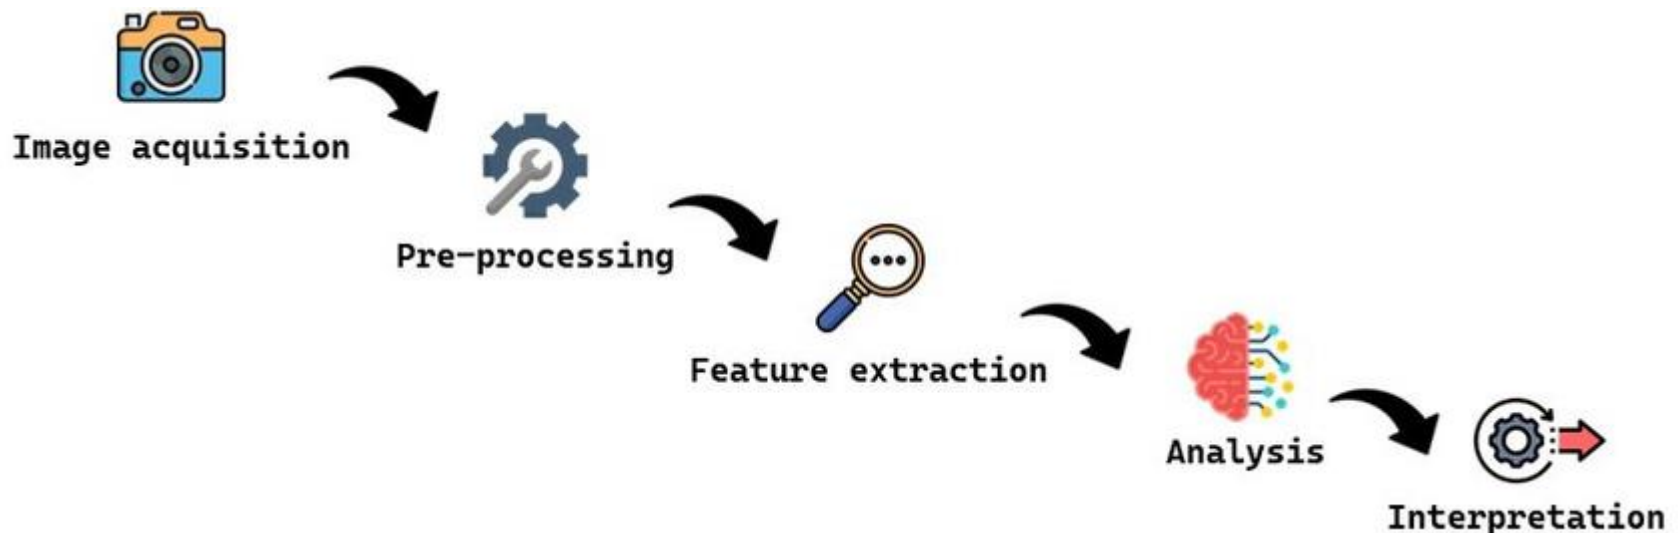 Image acquisition
Pre-processing
Feature extraction
Analysis
Interpretation